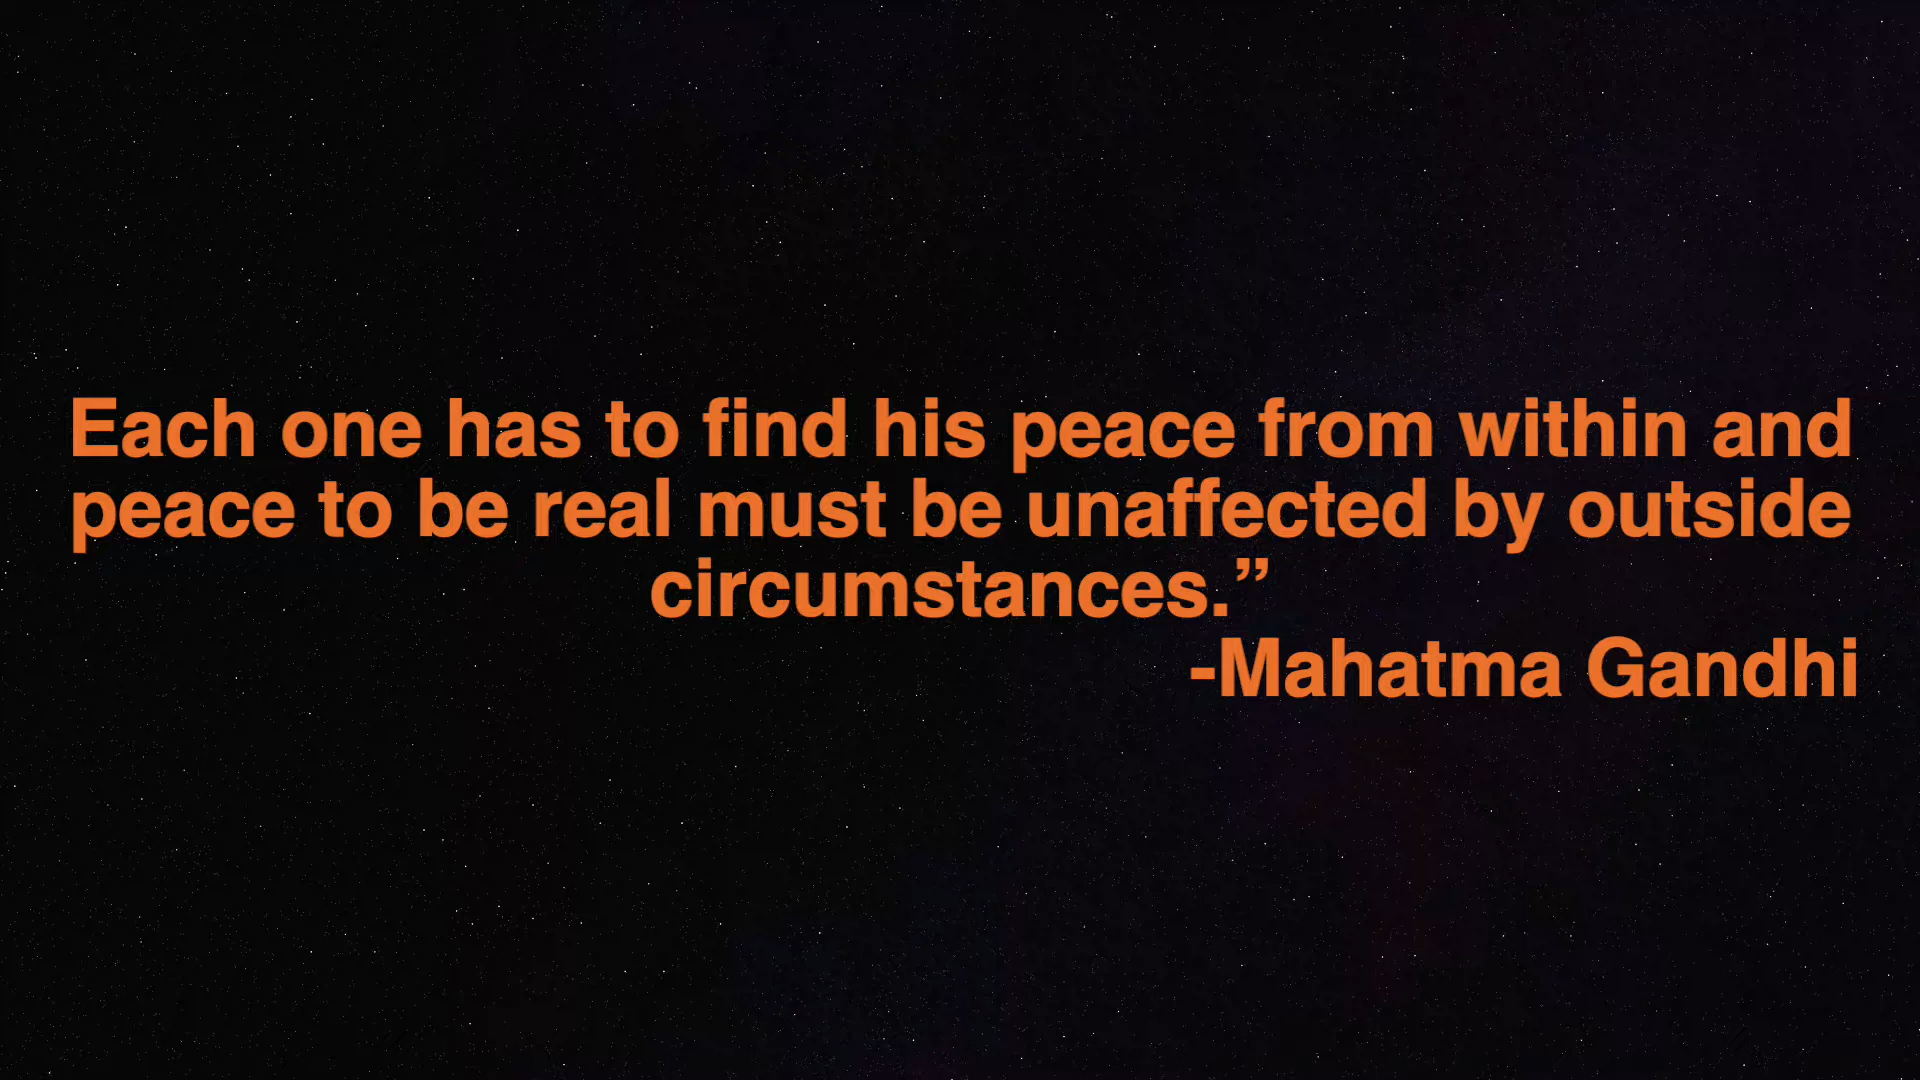 Each one has to find his peace from within and
peace to be real must be unaffected by outside
circumstances.”
-Mahatma Gandhi